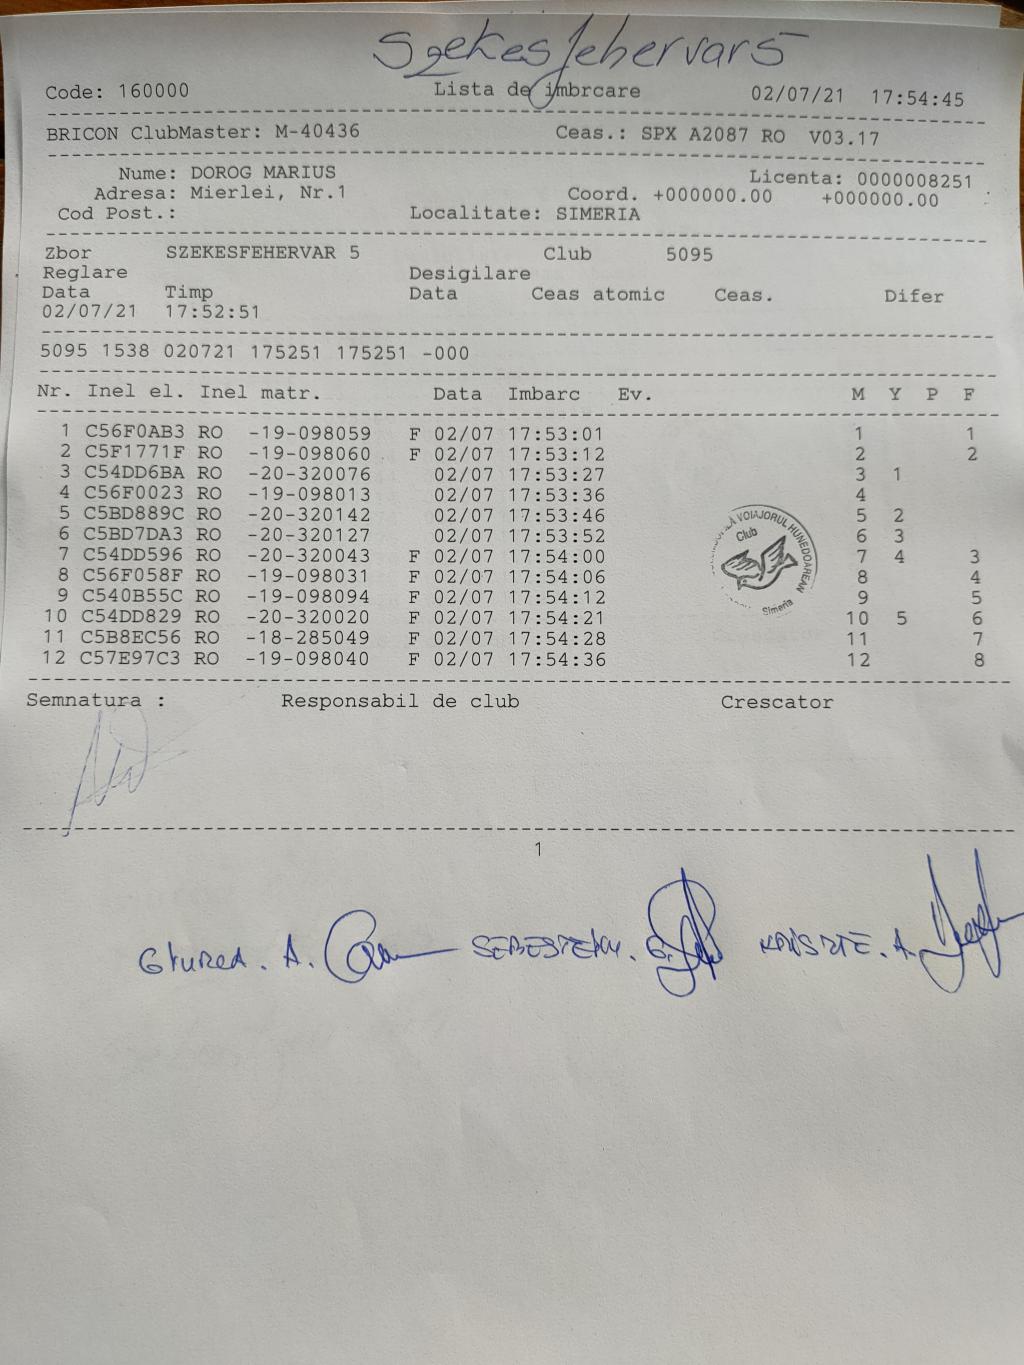 Szekesfehervar5
Code: 160000 Lista de imbrcare 02/07/21 17:54:45
BRICON ClubMaster: M-40436 Ceas.: SPX A2087 RO V03.17
Nume: DOROG MARIUS Licenta: 0000008251
Adresa: Mierlei, Nr.1 Coord. +000000.00 +000000.00
Cod Post.: Localitate: SIMERIA
Zbor SZEKESFEHERVAR 5 Club 5095
Reglare Desigilare
Data Timp Data Ceas atomic Ceas. Difer
02/07/21 17:52:51
5095 1538 020721 175251 175251 -000
Nr. Inel el. Inel matr. Data Imbarc Ev. M Y P F
1 C56F0AB3 RO -19-098059 F 02/07 17:53:01 1 1
2 C5F1771F RO -19-098060 F 02/07 17:53:12 2 2
3 C54DD6BA RO -20-320076 02/07 17:53:27 3 1
4 C56F0023 RO -19-098013 02/07 17:53:36 4
5 C5BD889C RO -20-320142 02/07 17:53:46 5 2
6 C5BD7DA3 RO -20-320127 02/07 17:53:52 6 3
7 C54DD596 RO -20-320043 F 02/07 17:54:00 7 4 3
8 C56F058F RO -19-098031 F 02/07 17:54:06 8 4
9 C540B55C RO -19-098094 F 02/07 17:54:12 9 5
10 C54DD829 RO -20-320020 F 02/07 17:54:21 10 5 6
11 C5B8EC56 RO -18-285049 F 02/07 17:54:28 11 7
12 C57E97C3 RO -19-098040 F 02/07 17:54:36 12 8
VOIAJORUL HUNEDOREAN
Club
Simeria
Semnatura : Responsabil de club Crescator
1
A. G. A.